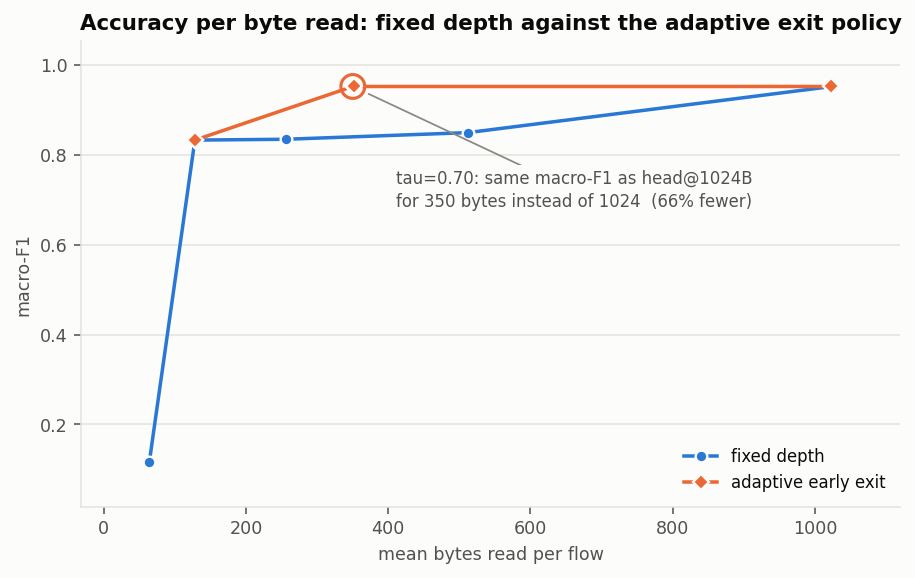 Accuracy per byte read: fixed depth against the adaptive exit policy
1.0
0.8
0.6
0.4
0.2
macro-F1
tau=0.70: same macro-F1 as head@1024B
for 350 bytes instead of 1024  (66% fewer)
fixed depth
adaptive early exit
0
200
400
600
800
1000
mean bytes read per flow